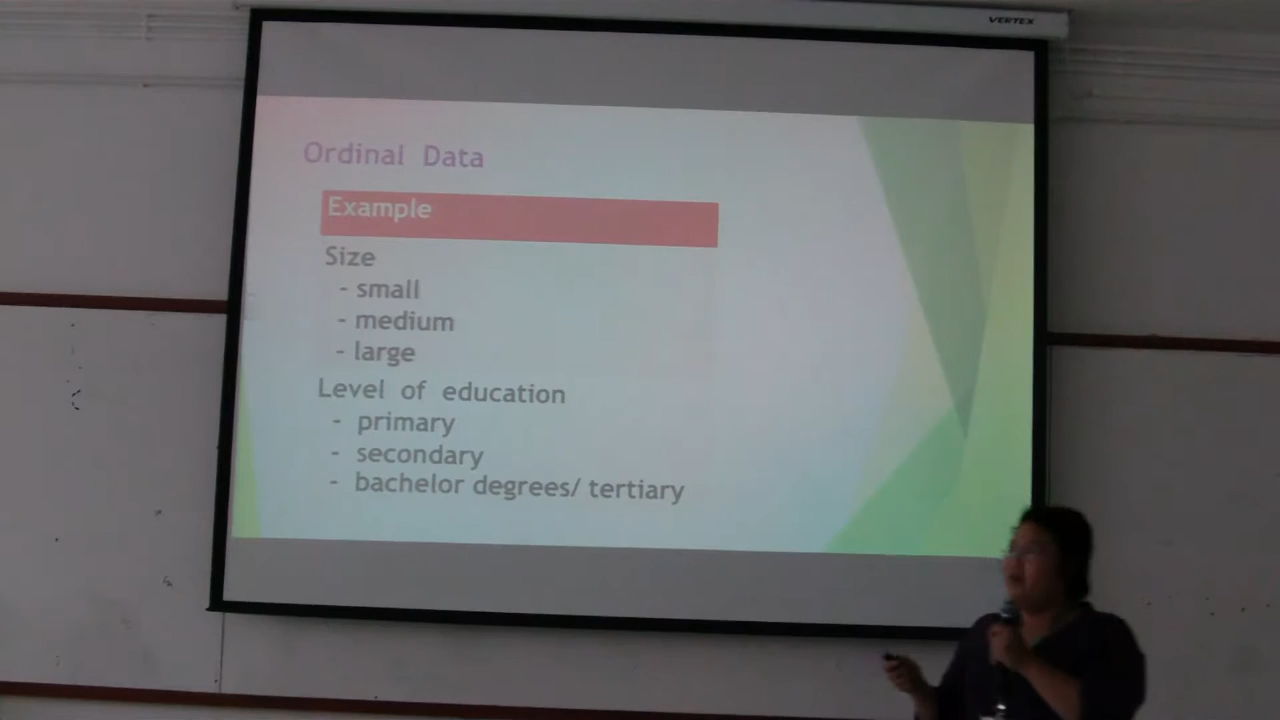 VERTEX
Ordinal Data
Example
Size
- small
- medium
- large
Level of education
- primary
- secondary
- bachelor degrees/ tertiary